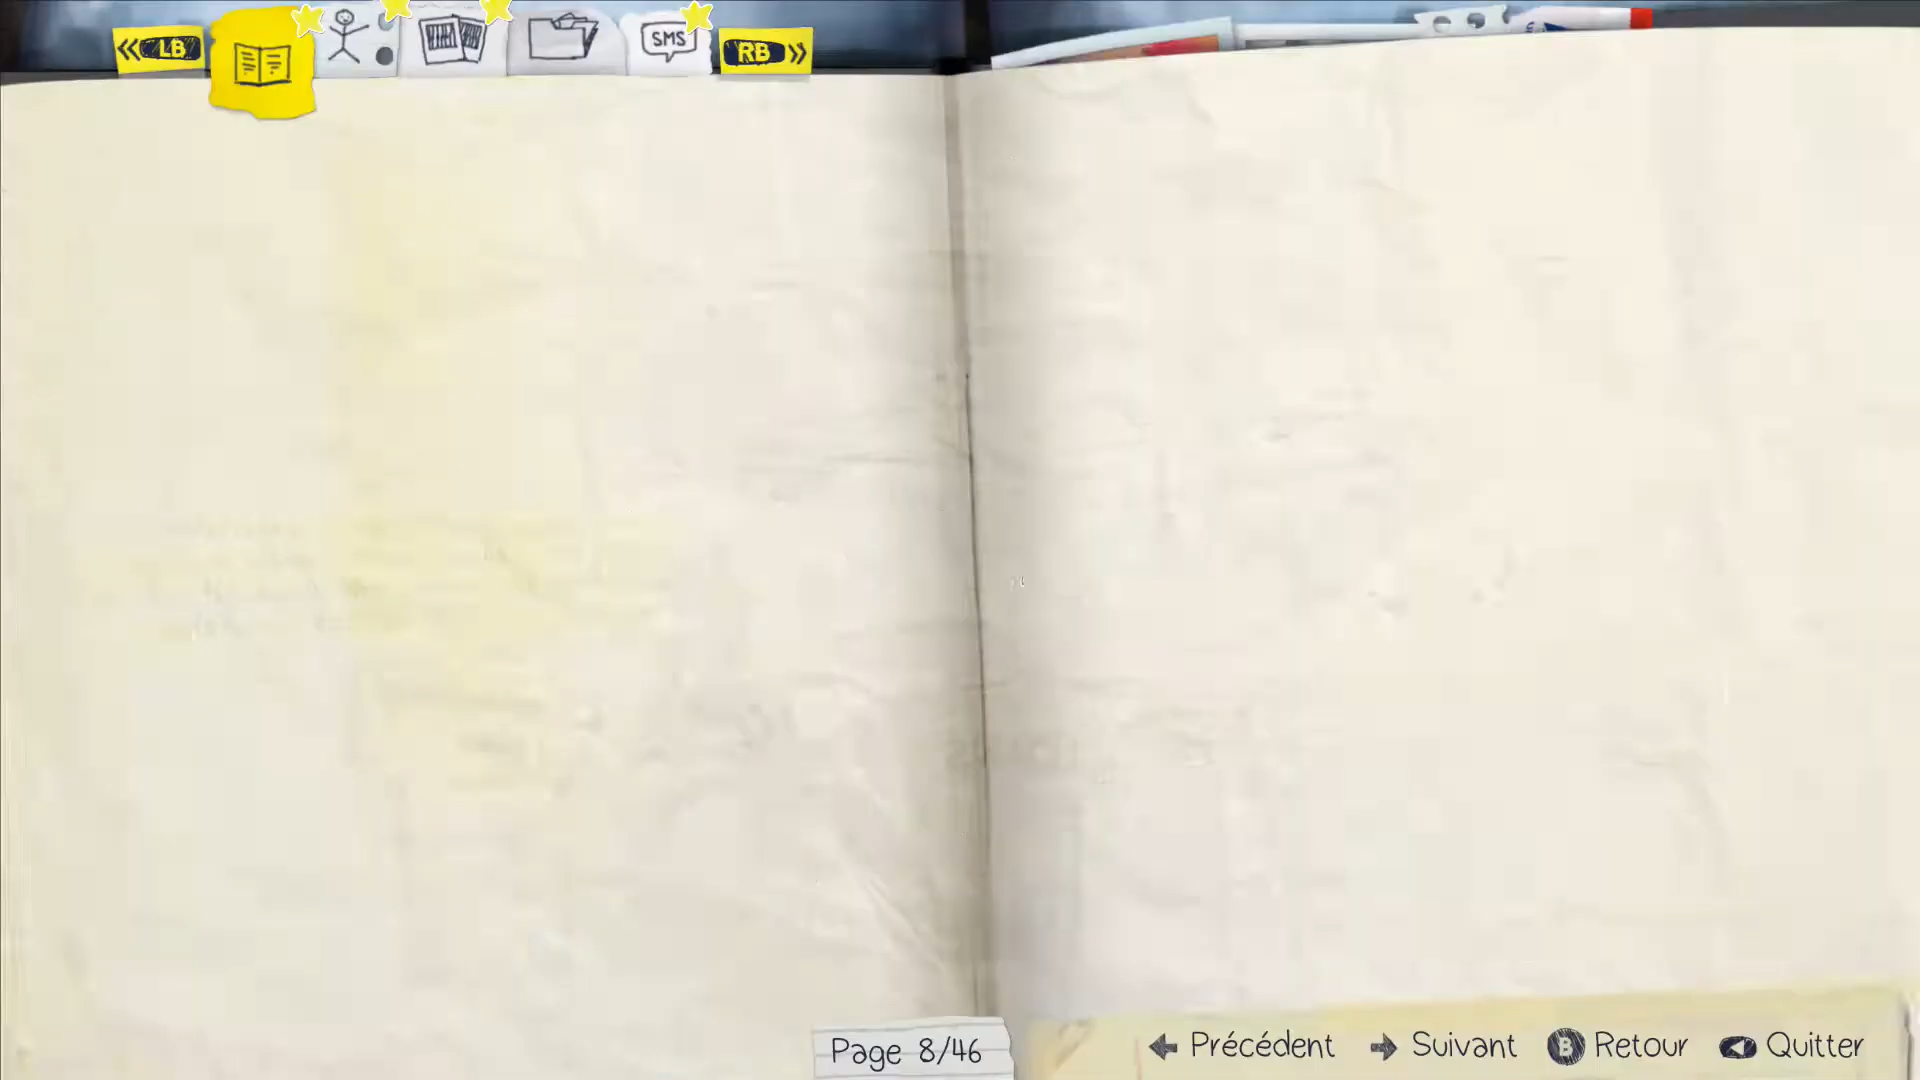 LB
SMS
RB
Page 8/46
Précédent
Suivant
B Retour
Quitter